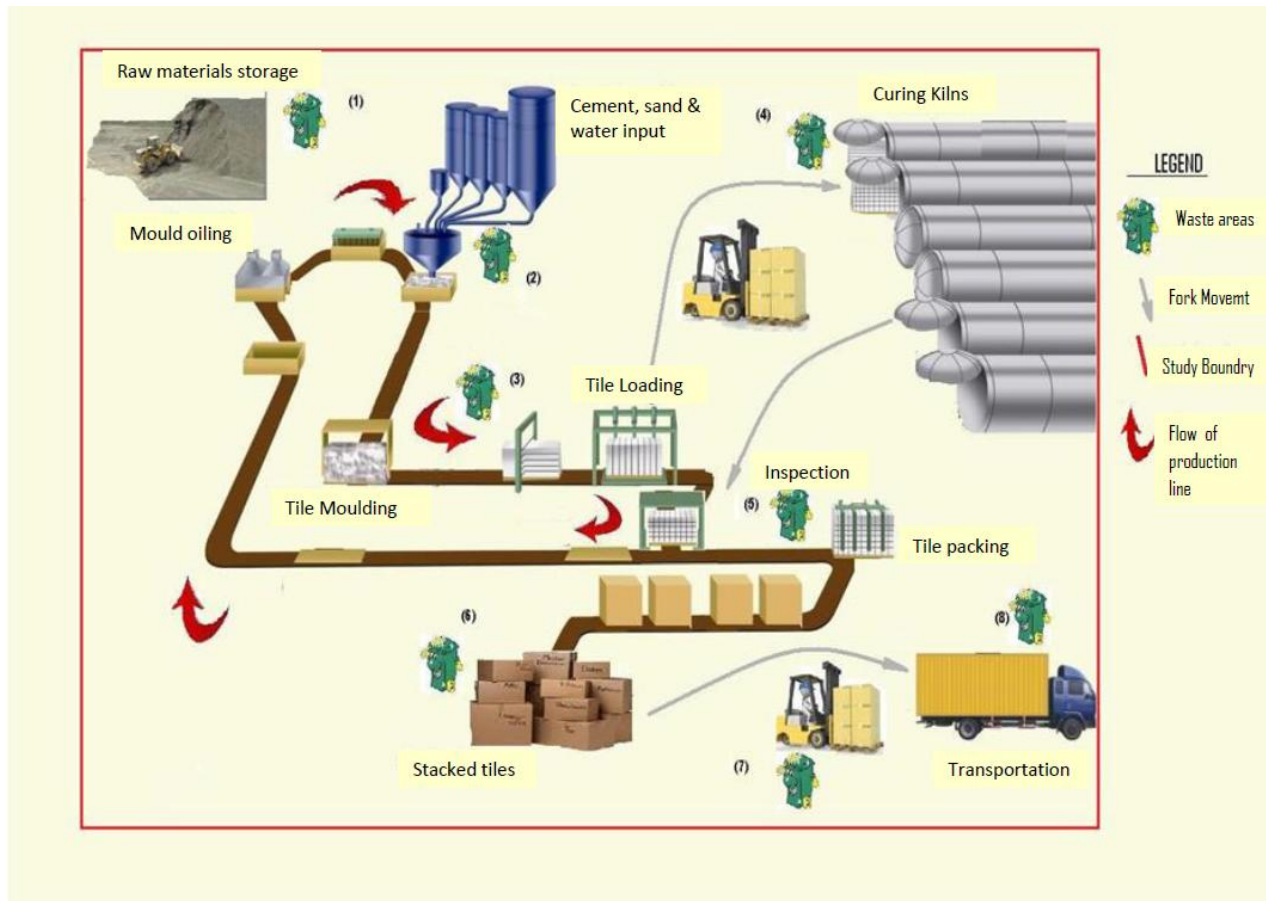 Raw materials storage
(1)
Cement, sand &
water input
(4)
Curing Kilns
Mould oiling
(2)
(3)
Tile Loading
Tile Moulding
Inspection
(5)
Tile packing
(6)
(8)
Stacked tiles
(7)
Transportation
LEGEND
Waste areas
Fork Movemt
Study Boundry
Flow of
production
line